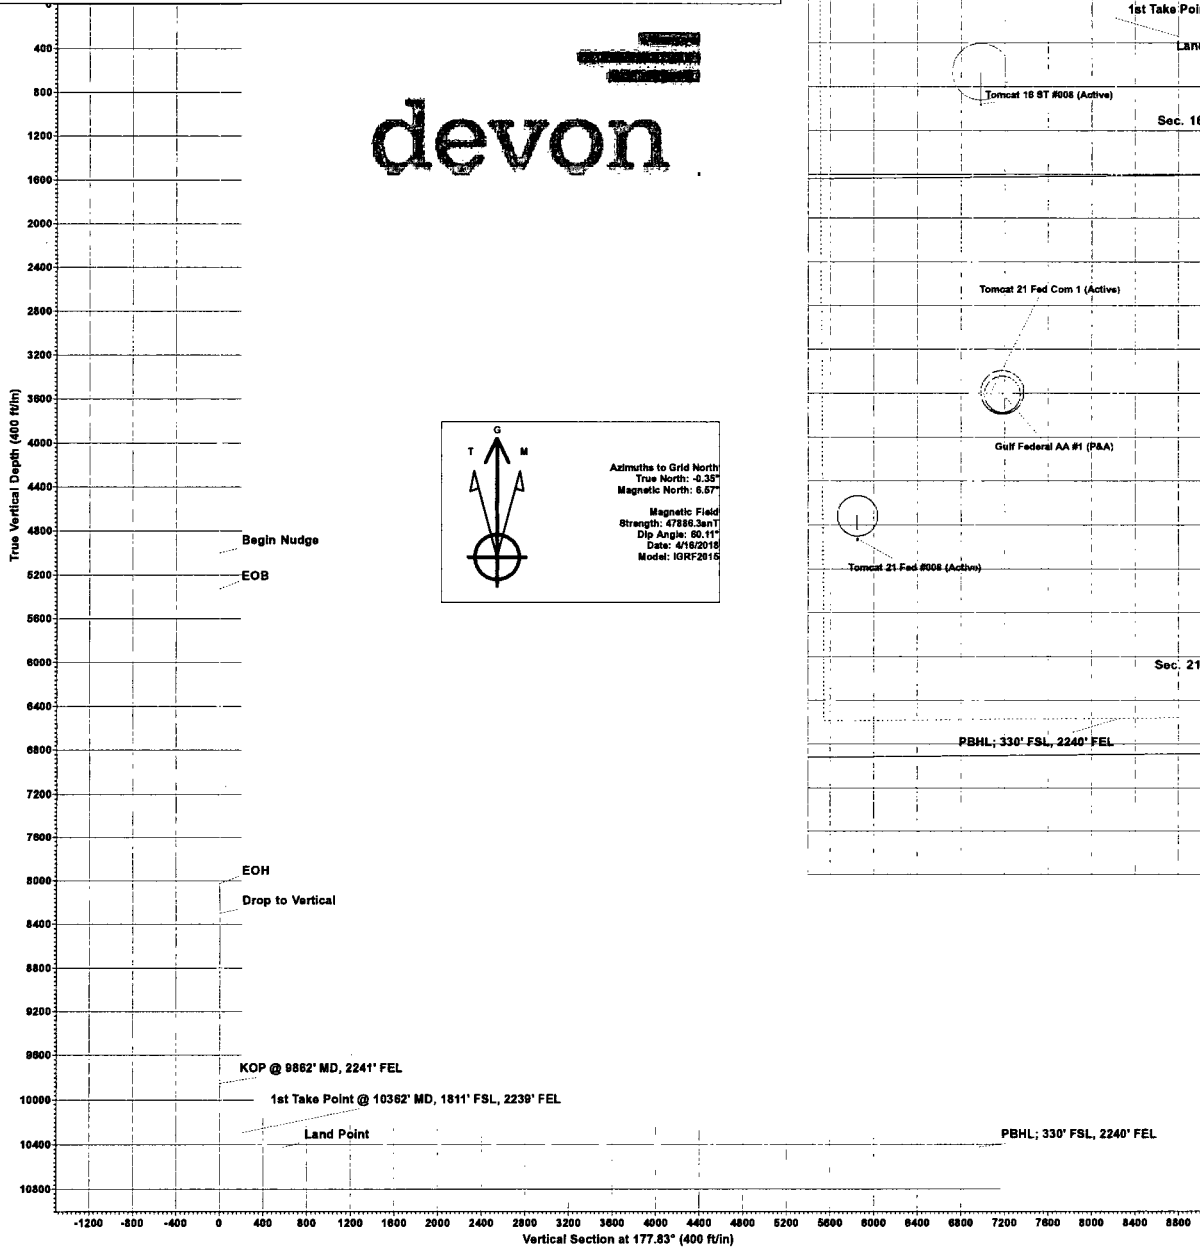 1st Take Poi
Land
Tomcat 16 ST #008 (Active)
Sec. 16
devon
Tomcat 21 Fed Com 1 (Active)
Gulf Federal AA #1 (P&A)
Tomcat 21 Fed #008 (Active)
Sec. 21
PBHL; 330' FSL, 2240' FEL
G
T M
Azimuths to Grid North
True North: -0.35°
Magnetic North: 6.57°
Magnetic Field
Strength: 47886.3snT
Dip Angle: 60.11°
Date: 4/16/2018
Model: IGRF2015
True Vertical Depth (400 ft/in)
0
400
800
1200
1600
2000
2400
2800
3200
3600
4000
4400
4800
5200
5600
6000
6400
6800
7200
7600
8000
8400
8800
9200
9600
10000
10400
10800
Begin Nudge
EOB
EOH
Drop to Vertical
KOP @ 9862' MD, 2241' FEL
1st Take Point @ 10362' MD, 1811' FSL, 2239' FEL
Land Point
PBHL; 330' FSL, 2240' FEL
-1200 -800 -400 0 400 800 1200 1600 2000 2400 2800 3200 3600 4000 4400 4800 5200 5600 6000 6400 6800 7200 7600 8000 8400 8800
Vertical Section at 177.83° (400 ft/in)